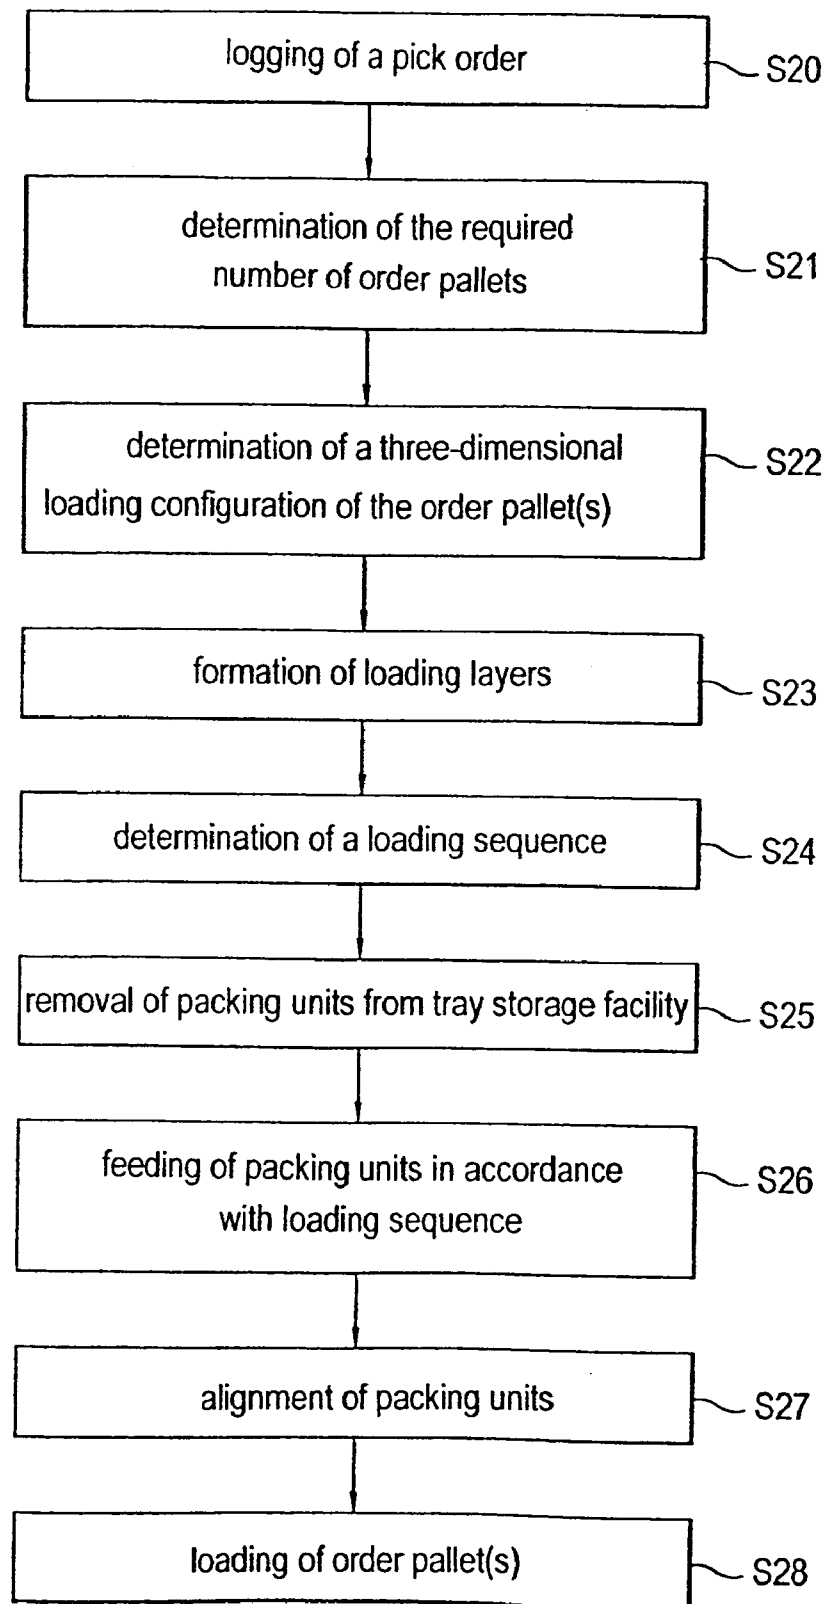 logging of a pick order
S20
determination of the required
number of order pallets
S21
determination of a three-dimensional
loading configuration of the order pallet(s)
S22
formation of loading layers
S23
determination of a loading sequence
S24
removal of packing units from tray storage facility
S25
feeding of packing units in accordance
with loading sequence
S26
alignment of packing units
S27
loading of order pallet(s)
S28